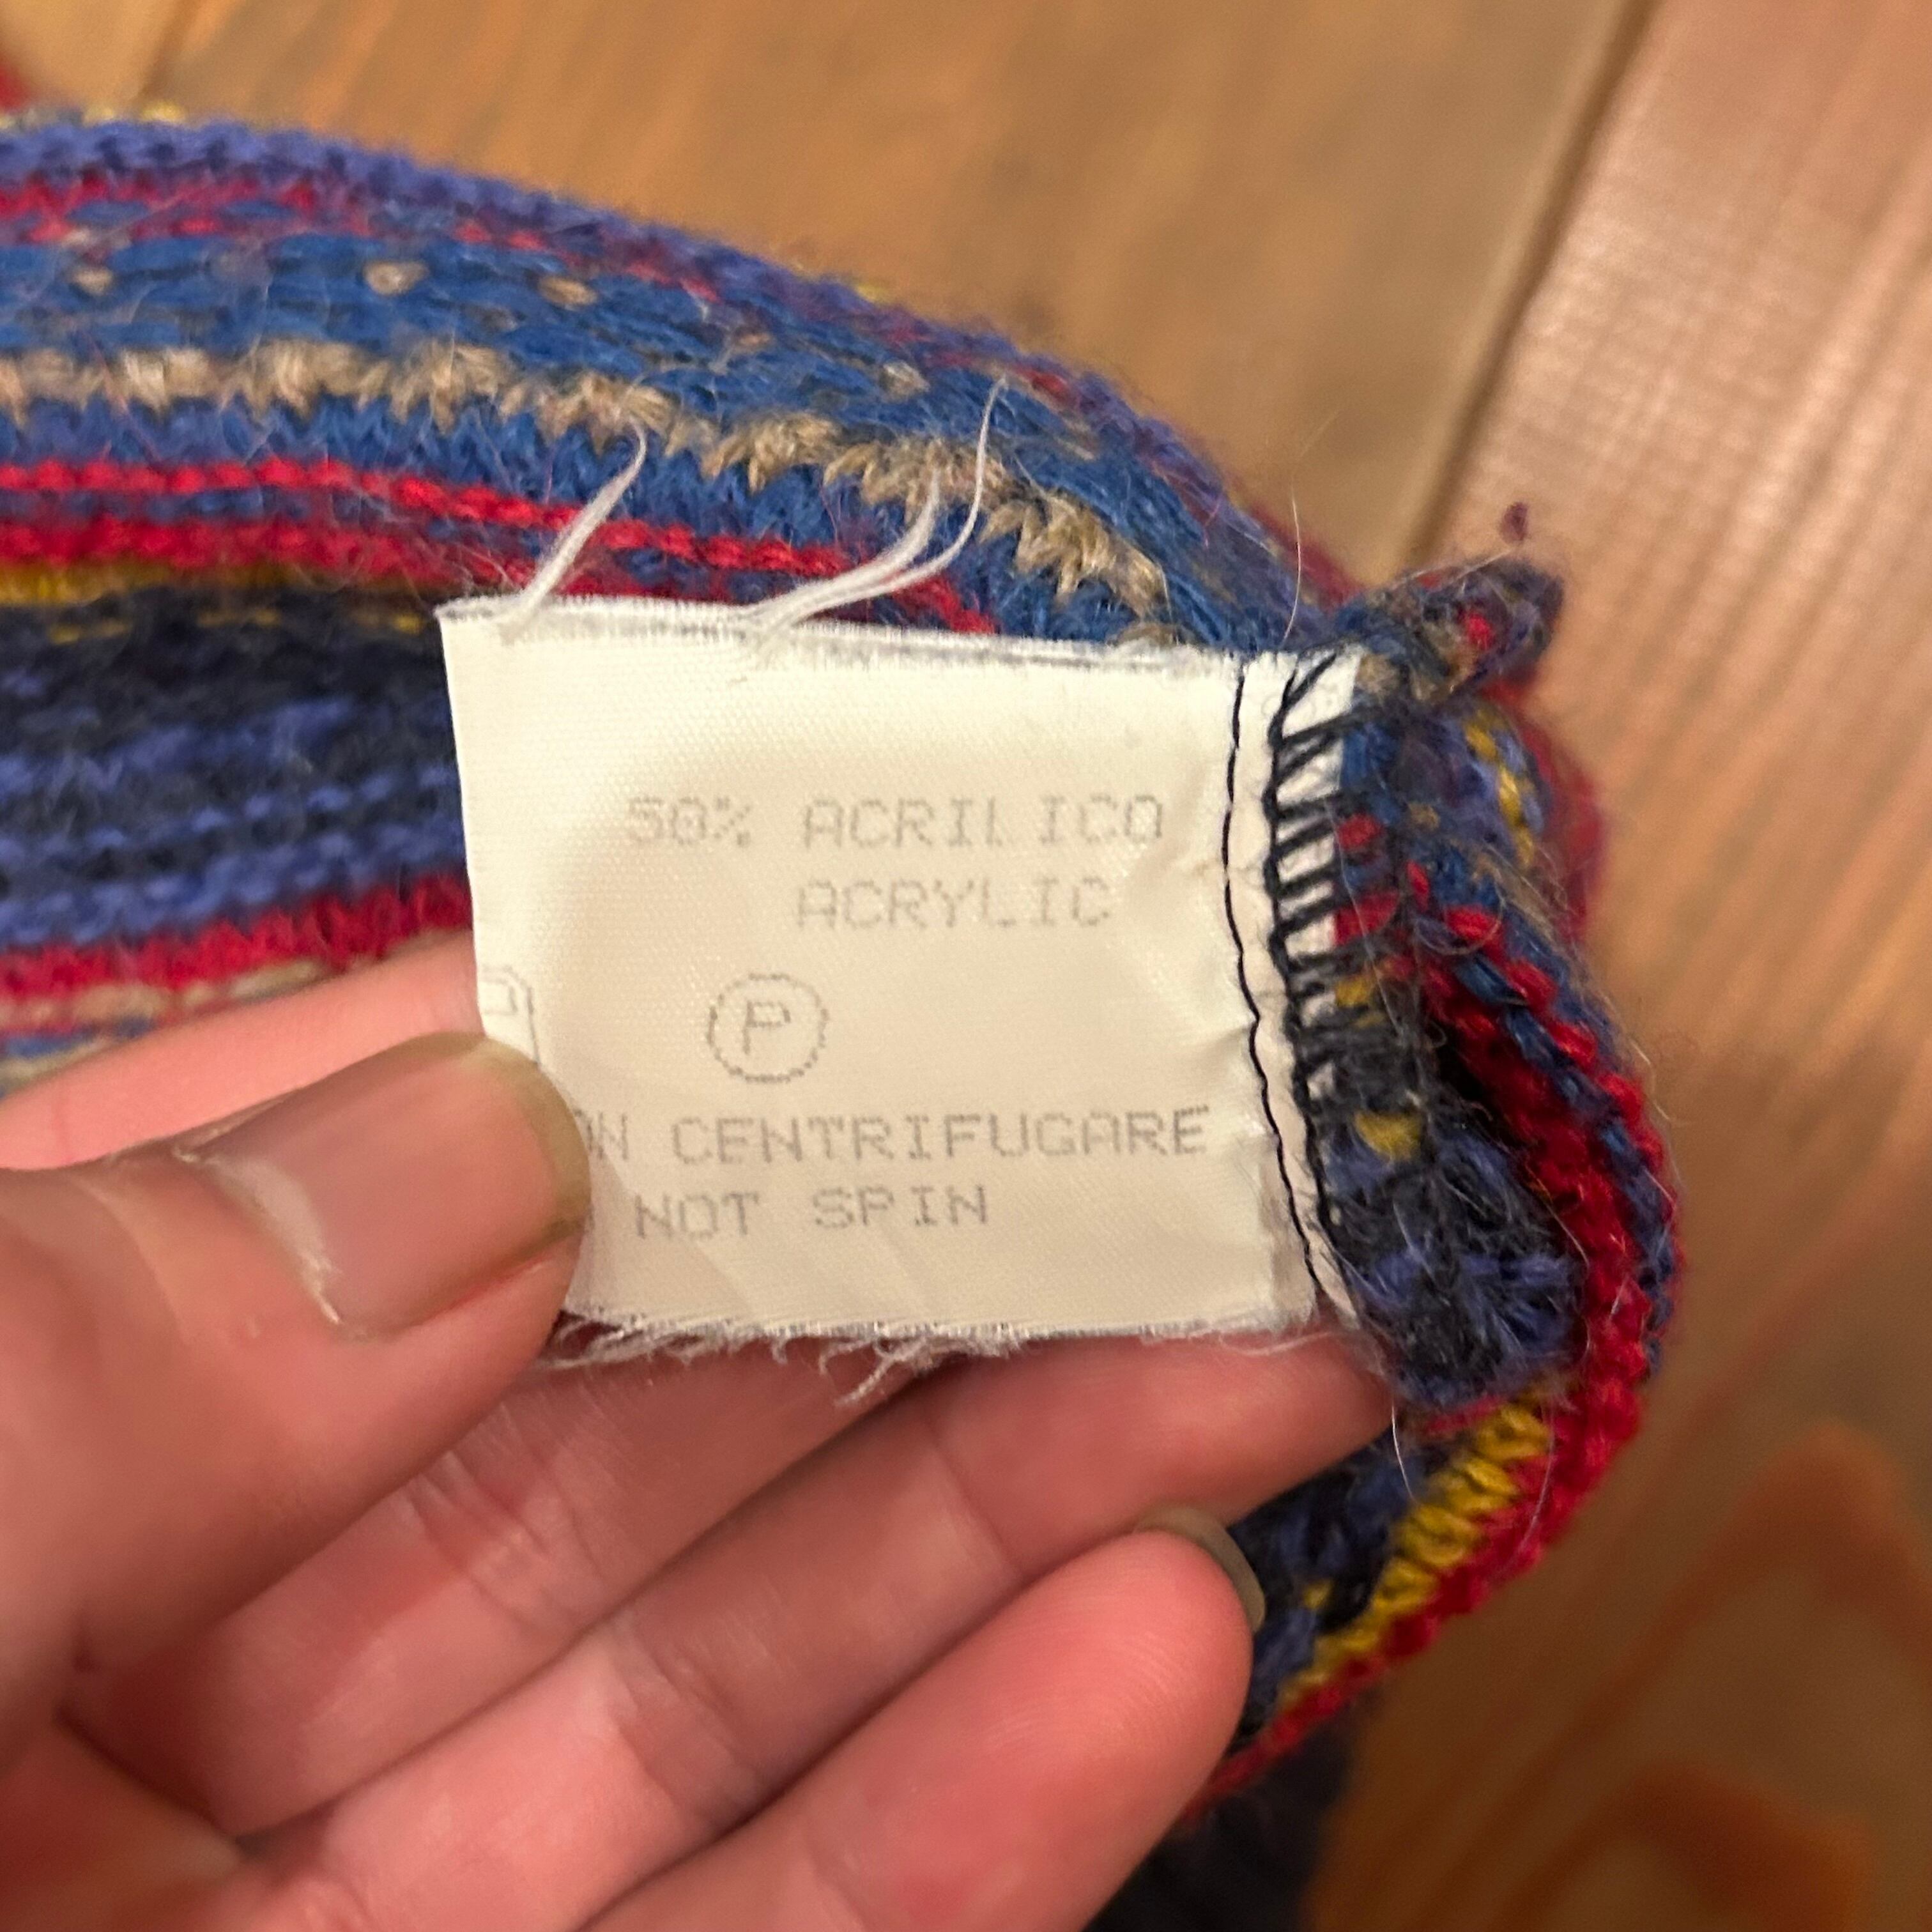 50% ACRILICO
ACRYLIC
P
CENTRIFUGARE
NOT SPIN